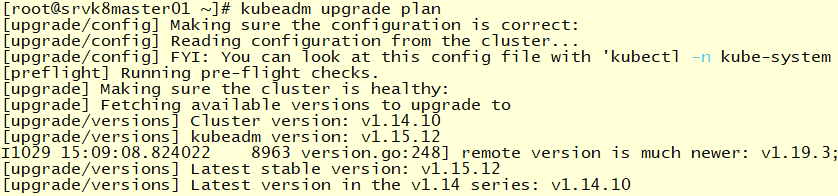 [root@srvk8master01 ~]# kubeadm upgrade plan
[upgrade/config] Making sure the configuration is correct:
[upgrade/config] Reading configuration from the cluster...
[upgrade/config] FYI: You can look at this config file with 'kubectl -n kube-system
[preflight] Running pre-flight checks.
[upgrade] Making sure the cluster is healthy:
[upgrade] Fetching available versions to upgrade to
[upgrade/versions] Cluster version: v1.14.10
[upgrade/versions] kubeadm version: v1.15.12
I1029 15:09:08.824022    8963 version.go:248] remote version is much newer: v1.19.3;
[upgrade/versions] Latest stable version: v1.15.12
[upgrade/versions] Latest version in the v1.14 series: v1.14.10